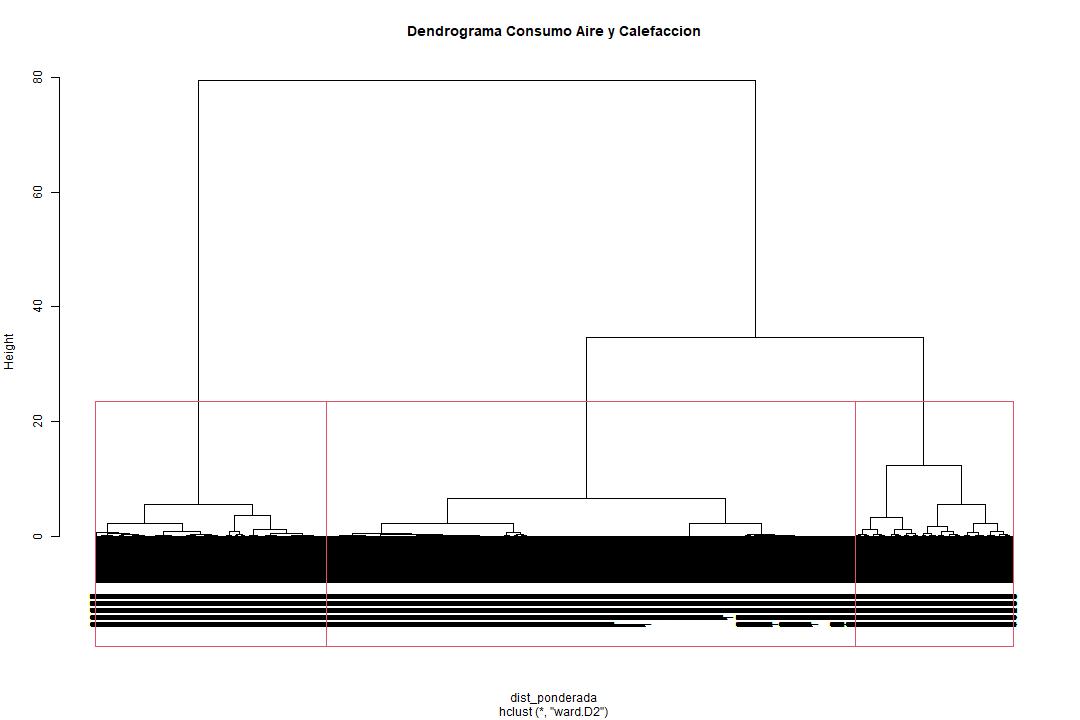 Dendrograma Consumo Aire y Calefaccion
80
60
40
20
0
Height
dist_ponderada
hclust (*, "ward.D2")